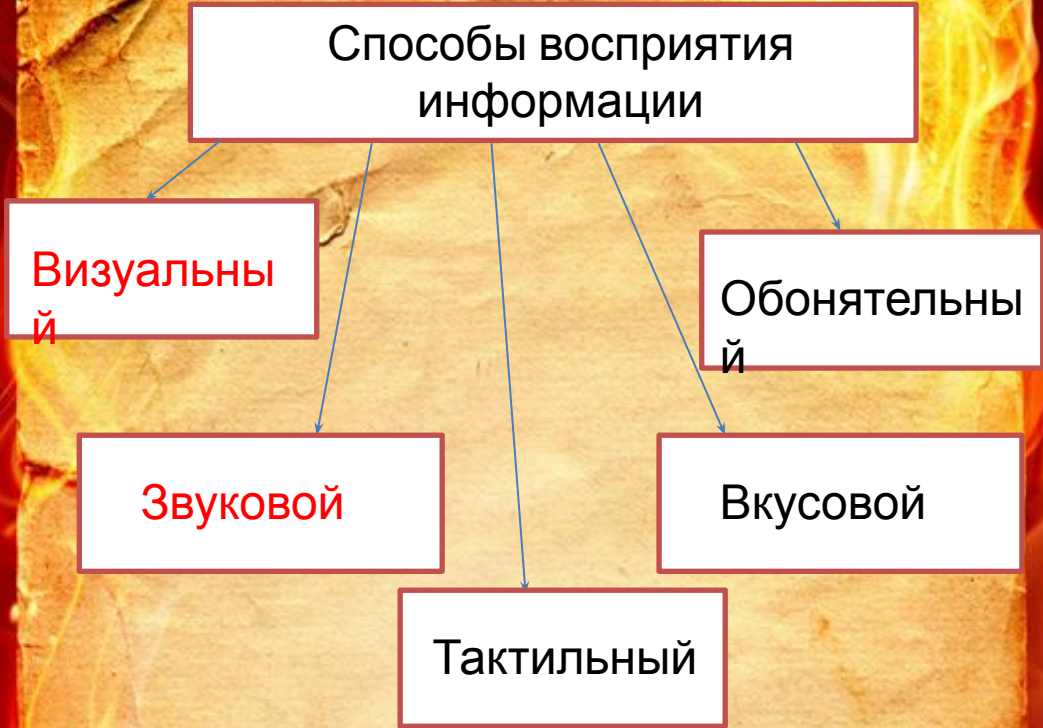 Способы восприятия
информации
Визуальны
й
Обонятельны
й
Звуковой
Вкусовой
Тактильный